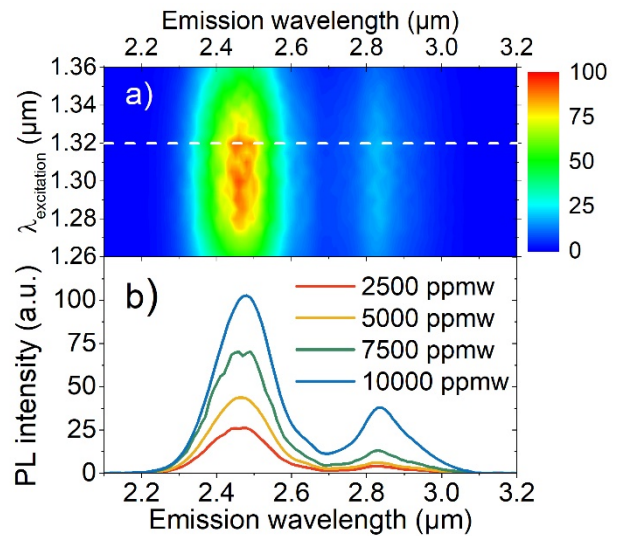 Emission wavelength (μm)
2.2 2.4 2.6 2.8 3.0 3.2
1.36
1.34
1.32
1.30
1.28
1.26
λexcitation (μm)
a)
100
75
50
25
0
b)
PL intensity (a.u.)
100
75
50
25
0
2500 ppmw
5000 ppmw
7500 ppmw
10000 ppmw
2.2 2.4 2.6 2.8 3.0 3.2
Emission wavelength (μm)